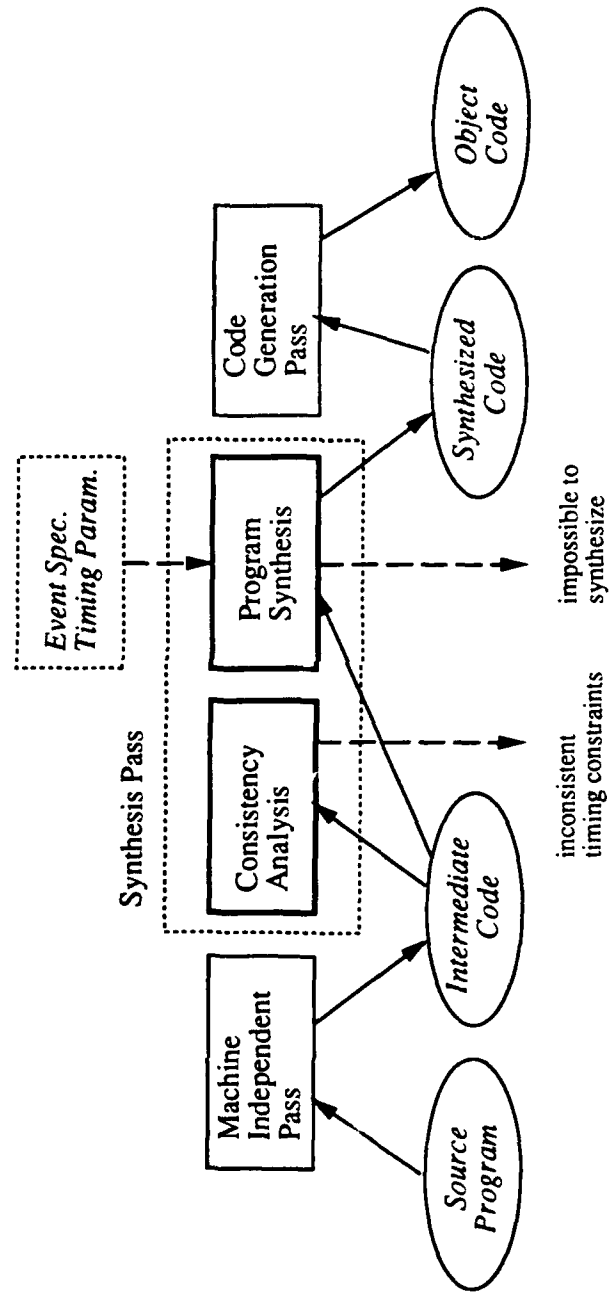 Event Spec.
Timing Param.
Synthesis Pass
Machine
Independent
Pass
Consistency
Analysis
Program
Synthesis
Code
Generation
Pass
Source
Program
Intermediate
Code
Synthesized
Code
Object
Code
inconsistent
timing constraints
impossible to
synthesize